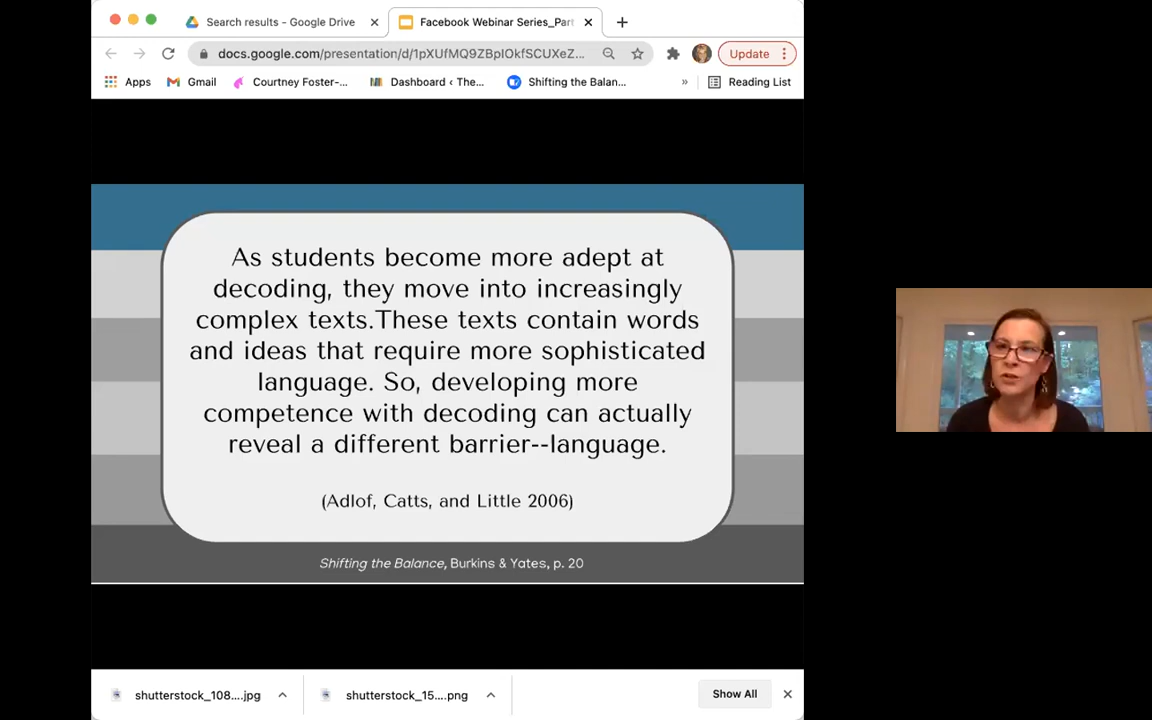 Search results - Google Drive
Facebook Webinar Series_Part
docs.google.com/presentation/d/1pXUfMQ9ZBpIOkfSCUXeZ...
Update
Apps
Gmail
Courtney Foster-...
Dashboard ‹ The...
Shifting the Balan...
»
Reading List
As students become more adept at
decoding, they move into increasingly
complex texts.These texts contain words
and ideas that require more sophisticated
language. So, developing more
competence with decoding can actually
reveal a different barrier--language.
(Adlof, Catts, and Little 2006)
Shifting the Balance, Burkins & Yates, p. 20
shutterstock_108....jpg
shutterstock_15....png
Show All